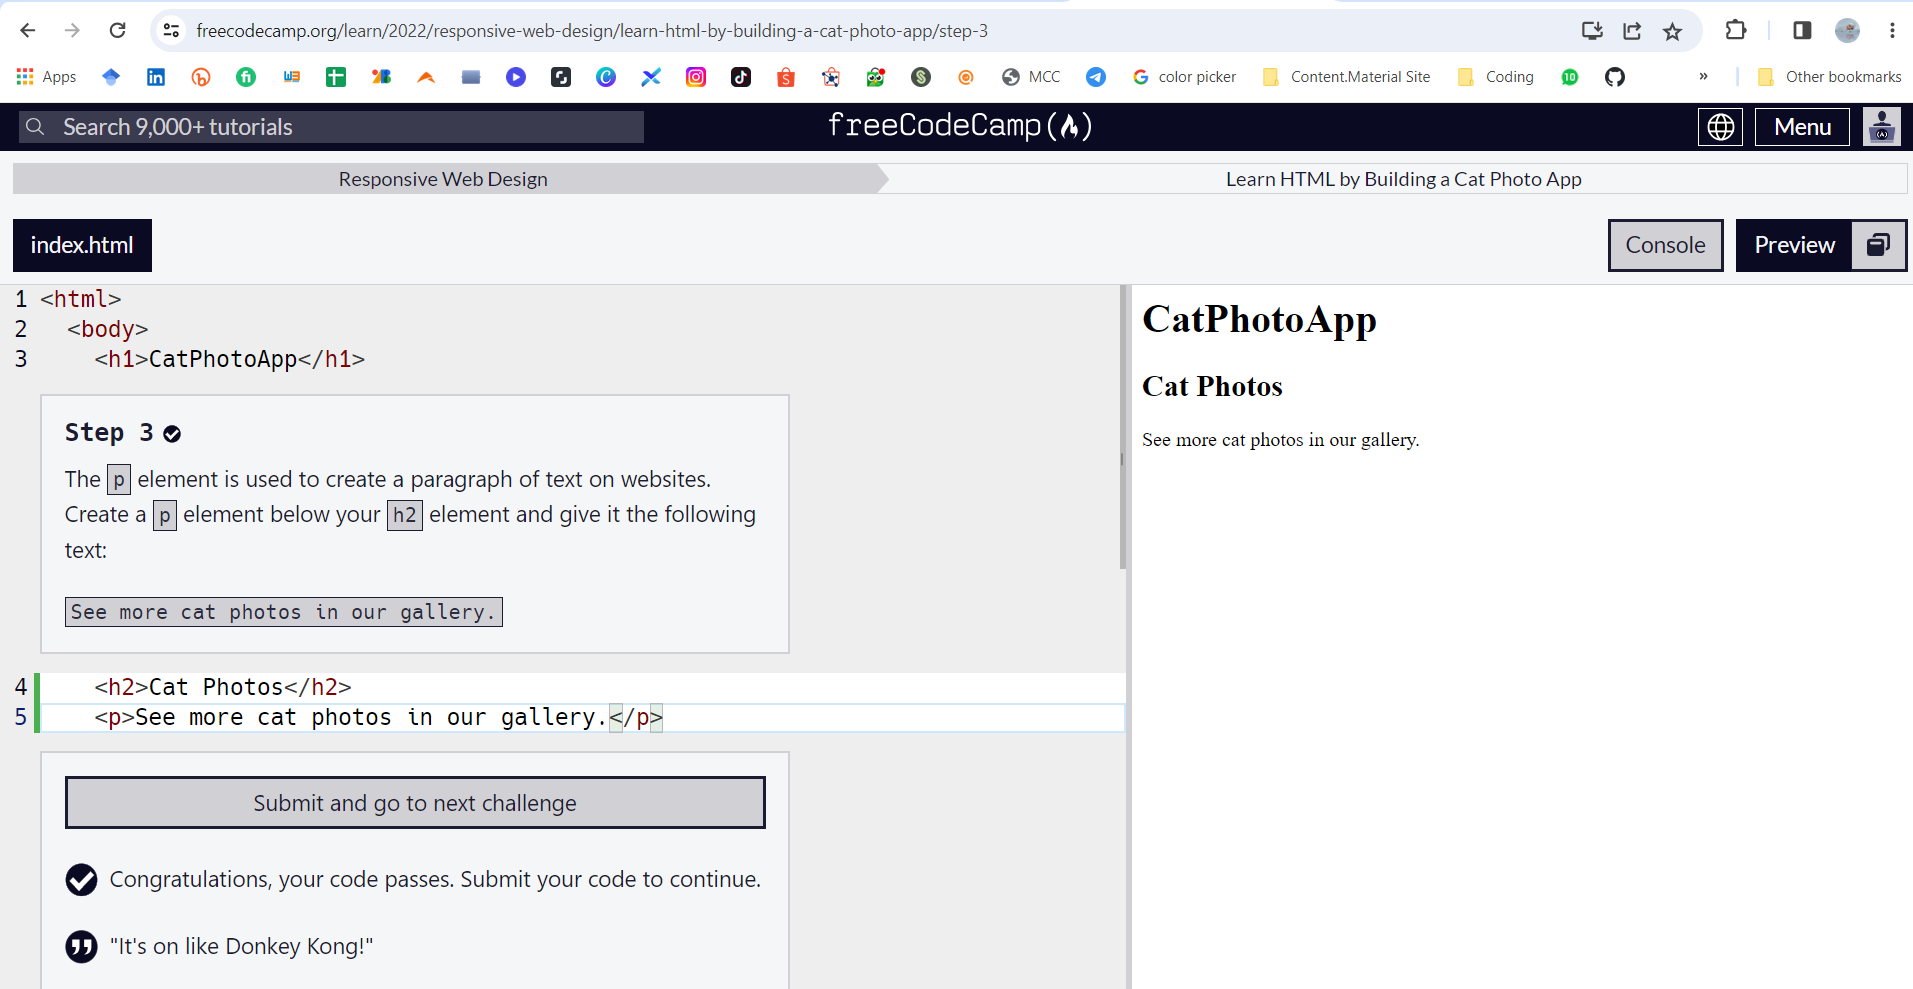 freecodecamp.org/learn/2022/responsive-web-design/learn-html-by-building-a-cat-photo-app/step-3
Apps
MCC
color picker
Content.Material Site
Coding
10
»
Other bookmarks
Search 9,000+ tutorials
freeCodeCamp(🔥)
Menu
Responsive Web Design
Learn HTML by Building a Cat Photo App
index.html
Console
Preview
1 <html>
2 <body>
3 <h1>CatPhotoApp</h1>
Step 3
The p element is used to create a paragraph of text on websites.
Create a p element below your h2 element and give it the following
text:
See more cat photos in our gallery.
4 <h2>Cat Photos</h2>
5 <p>See more cat photos in our gallery.</p>
Submit and go to next challenge
Congratulations, your code passes. Submit your code to continue.
"It's on like Donkey Kong!"
CatPhotoApp
Cat Photos
See more cat photos in our gallery.